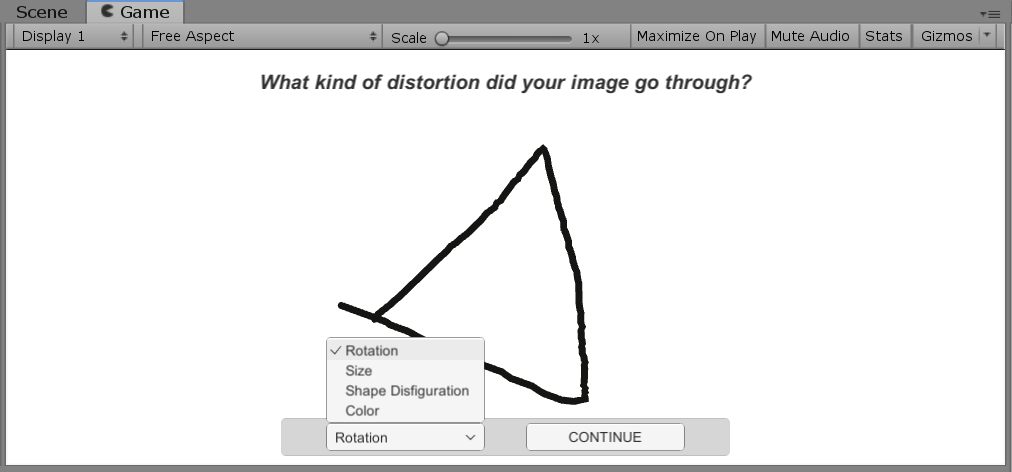 Scene Game
Display 1 Free Aspect Scale 1x Maximize On Play Mute Audio Stats Gizmos
What kind of distortion did your image go through?
Rotation
Size
Shape Disfiguration
Color
Rotation CONTINUE